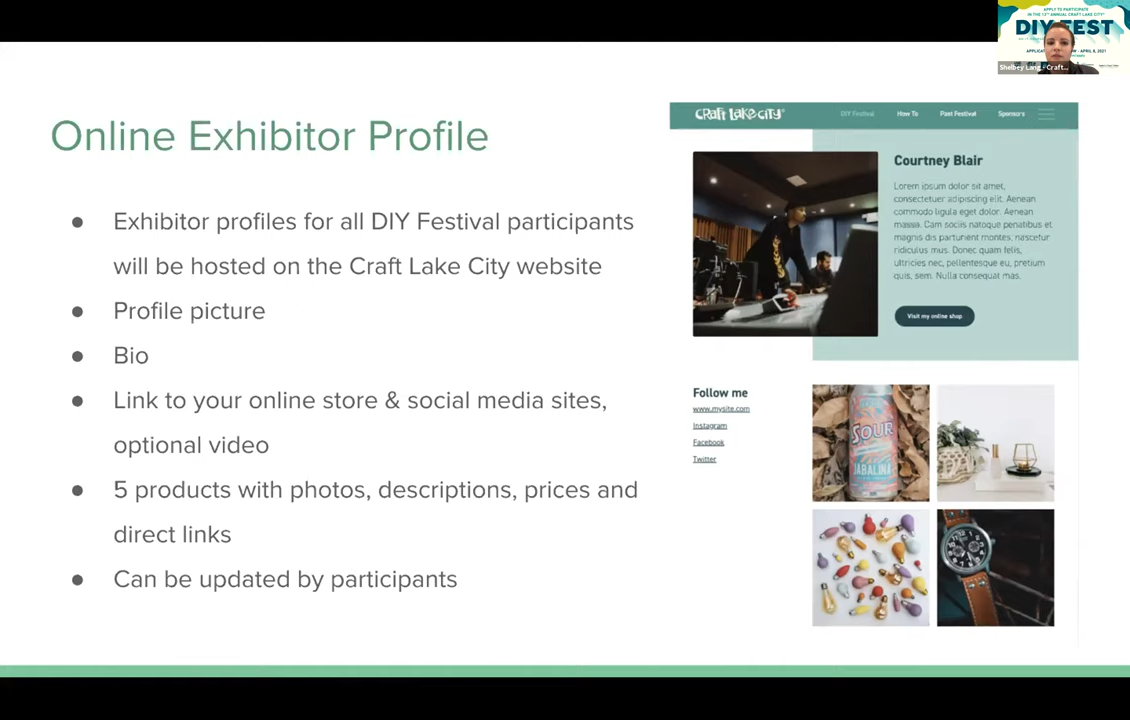 APPLY TO PARTICIPATE
IN THE 13TH ANNUAL CRAFT LAKE CITY
DIY FEST
APRIL 8, 2021
Shelbey Lang - Craft...
Online Exhibitor Profile
● Exhibitor profiles for all DIY Festival participants
will be hosted on the Craft Lake City website
● Profile picture
● Bio
● Link to your online store & social media sites,
optional video
● 5 products with photos, descriptions, prices and
direct links
● Can be updated by participants
CRAFT LAKE CITY
DIY Festival How To Past Festival Sponsors
Courtney Blair
Lorem ipsum dolor sit amet,
consectetuer adipiscing elit. Aenean
commodo ligula eget dolor. Aenean
massa. Cam sociis natoque penatibus et
magnis dis parturient montes, nascetur
ridiculus mus. Donec quam felis,
ultricies nec, pellentesque eu, pretium
quis, sem. Nulla consequat mas.
Visit my online shop
Follow me
www.mysite.com
Instagram
Facebook
Twitter
SOUR
JABALINA